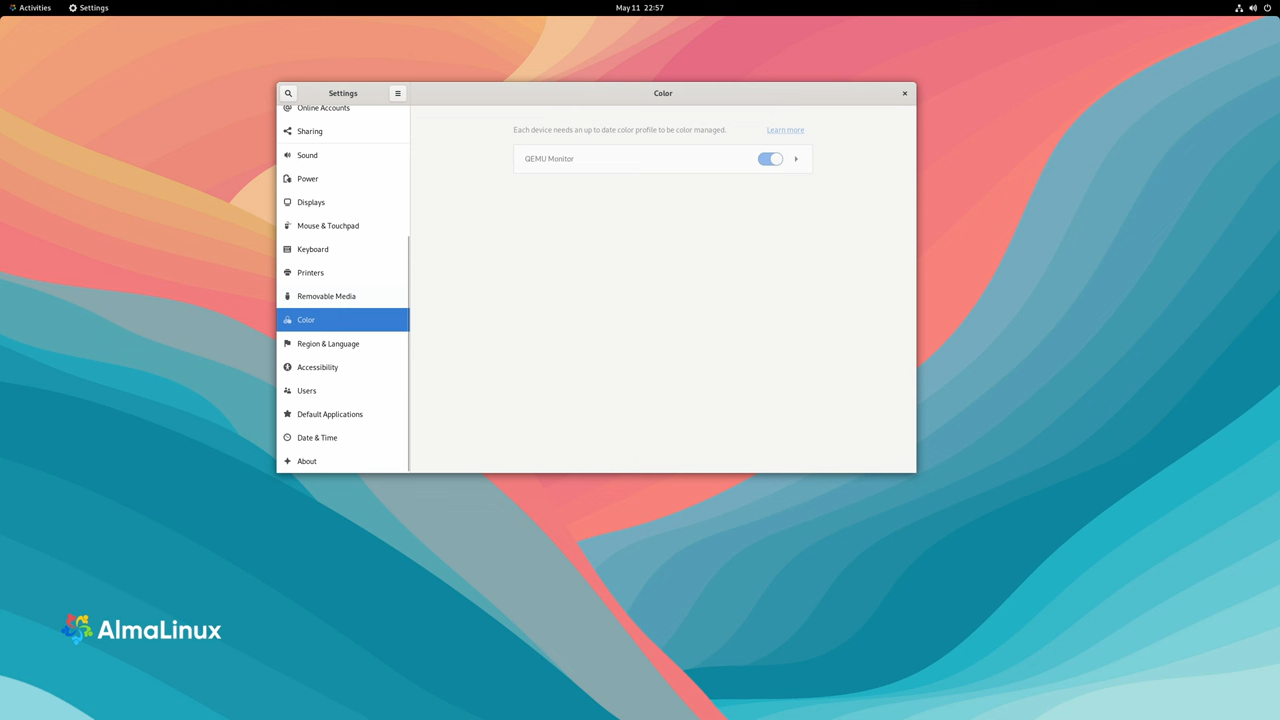 Activities
Settings
May 11 22:57
Settings
Color
Online Accounts
Sharing
Sound
Power
Displays
Mouse & Touchpad
Keyboard
Printers
Removable Media
Color
Region & Language
Accessibility
Users
Default Applications
Date & Time
About
Each device needs an up to date color profile to be color managed.
Learn more
QEMU Monitor
AlmaLinux